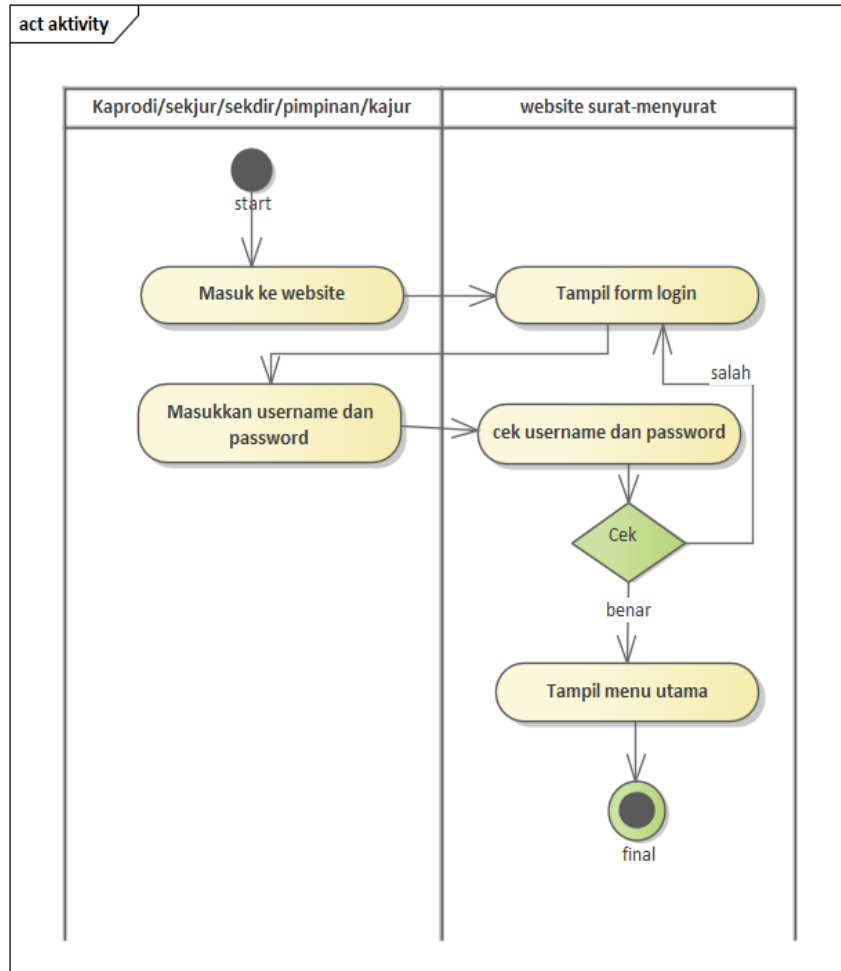 act aktivity
Kaprodi/sekjur/sekdir/pimpinan/kajur
website surat-menyurat
start
Masuk ke website
Tampil form login
salah
Masukkan username dan
password
cek username dan password
Cek
benar
Tampil menu utama
final